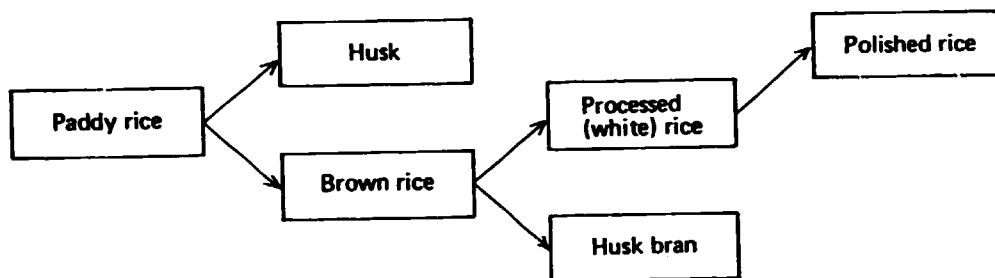 Husk
Polished rice
Paddy rice
Processed
(white) rice
Brown rice
Husk bran